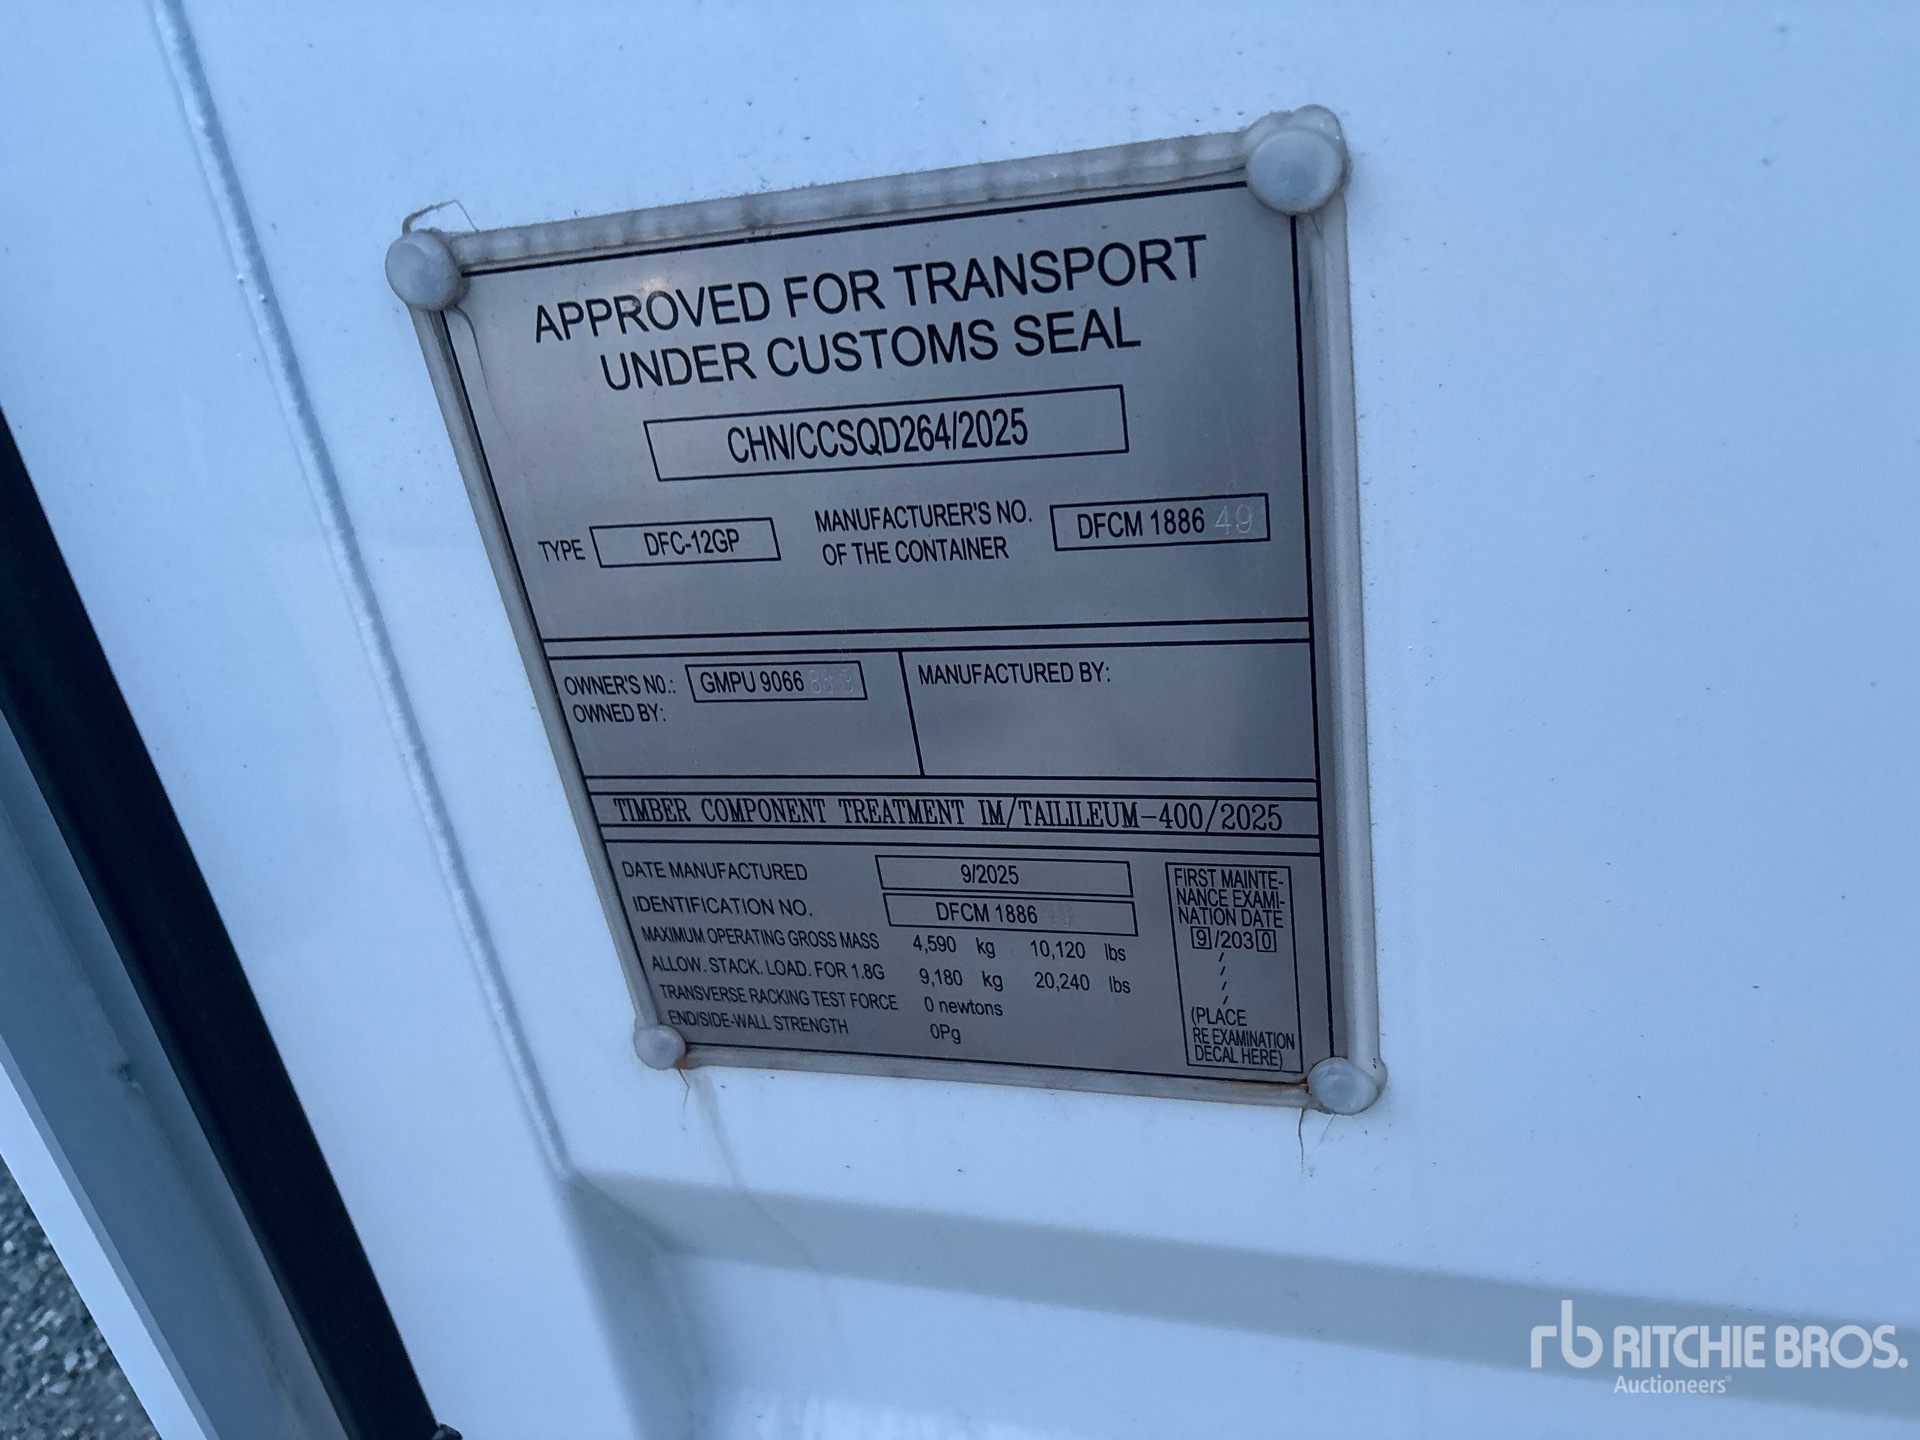 APPROVED FOR TRANSPORT
UNDER CUSTOMS SEAL
CHN/CCSQD264/2025
TYPE DFC-12GP MANUFACTURER'S NO. OF THE CONTAINER DFCM 1886 49
OWNER'S NO.: GMPU 9066
OWNED BY:
MANUFACTURED BY:
TIMBER COMPONENT TREATMENT IM/TAILILEUM-400/2025
DATE MANUFACTURED 9/2025
IDENTIFICATION NO. DFCM 1886
MAXIMUM OPERATING GROSS MASS 4,590 kg 10,120 lbs
ALLOW. STACK. LOAD. FOR 1.8G 9,180 kg 20,240 lbs
TRANSVERSE RACKING TEST FORCE 0 newtons
END/SIDE-WALL STRENGTH 0Pg
FIRST MAINTE-
NANCE EXAMI-
NATION DATE
9/2030
(PLACE
RE EXAMINATION
DECAL HERE)
rb RITCHIE BROS.
Auctioneers